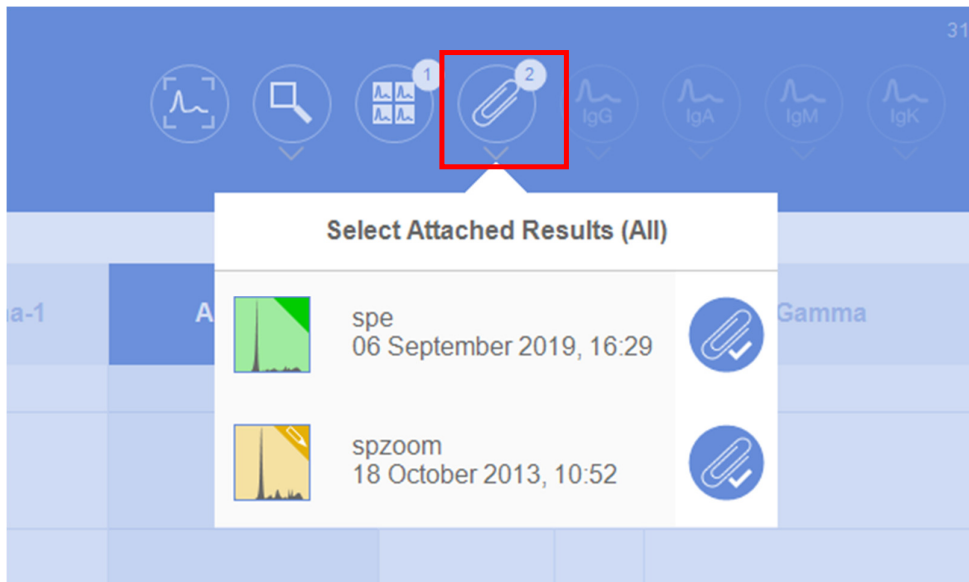 31
1
2
IgG
IgA
IgM
IgK
Select Attached Results (All)
a-1
A
Gamma
spe
06 September 2019, 16:29
spzoom
18 October 2013, 10:52